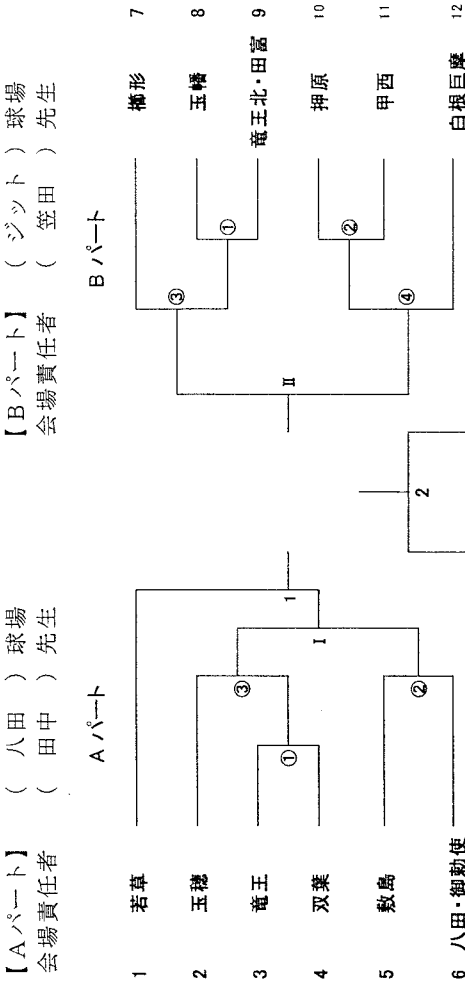 【Aパート】 （ 八田 ）球場
会場責任者 （ 田中 ）先生
Aパート
1 若草
2 玉穂
3 竜王
4 双葉
5 敷島
6 八田・御勅使
①
③
②
I
1
2
【Bパート】 （ ジット ）球場
会場責任者 （ 笠田 ）先生
Bパート
櫛形 7
玉幡 8
竜王北・田富 9
押原 10
甲西 11
白根巨摩 12
③
①
②
④
II